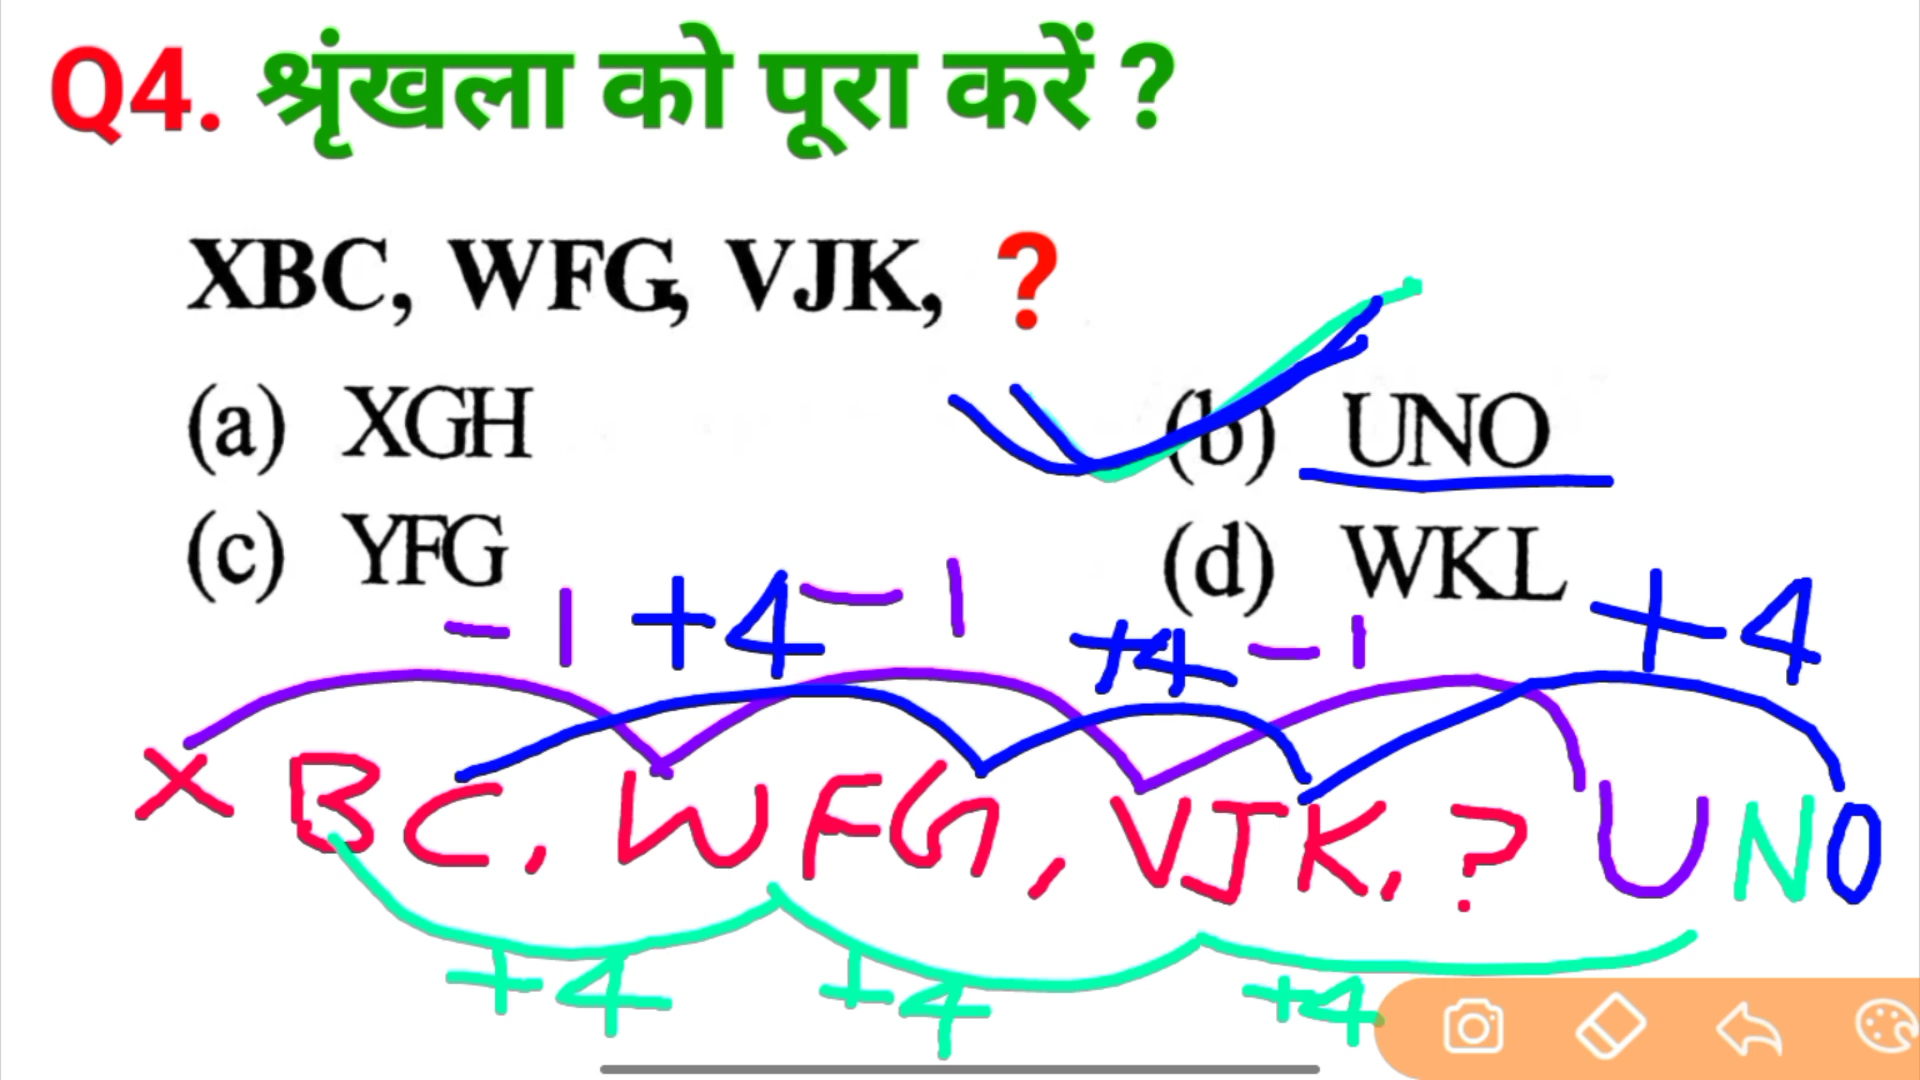 Q4. श्रृंखला को पूरा करें ?
XBC, WFG, VJK, ?
(a) XGH (b) UNO
(c) YFG (d) WKL
-1 +4 -1 +4 -1 +4
X B C, W F G, V J K, ? U N O
+4 +4 +4